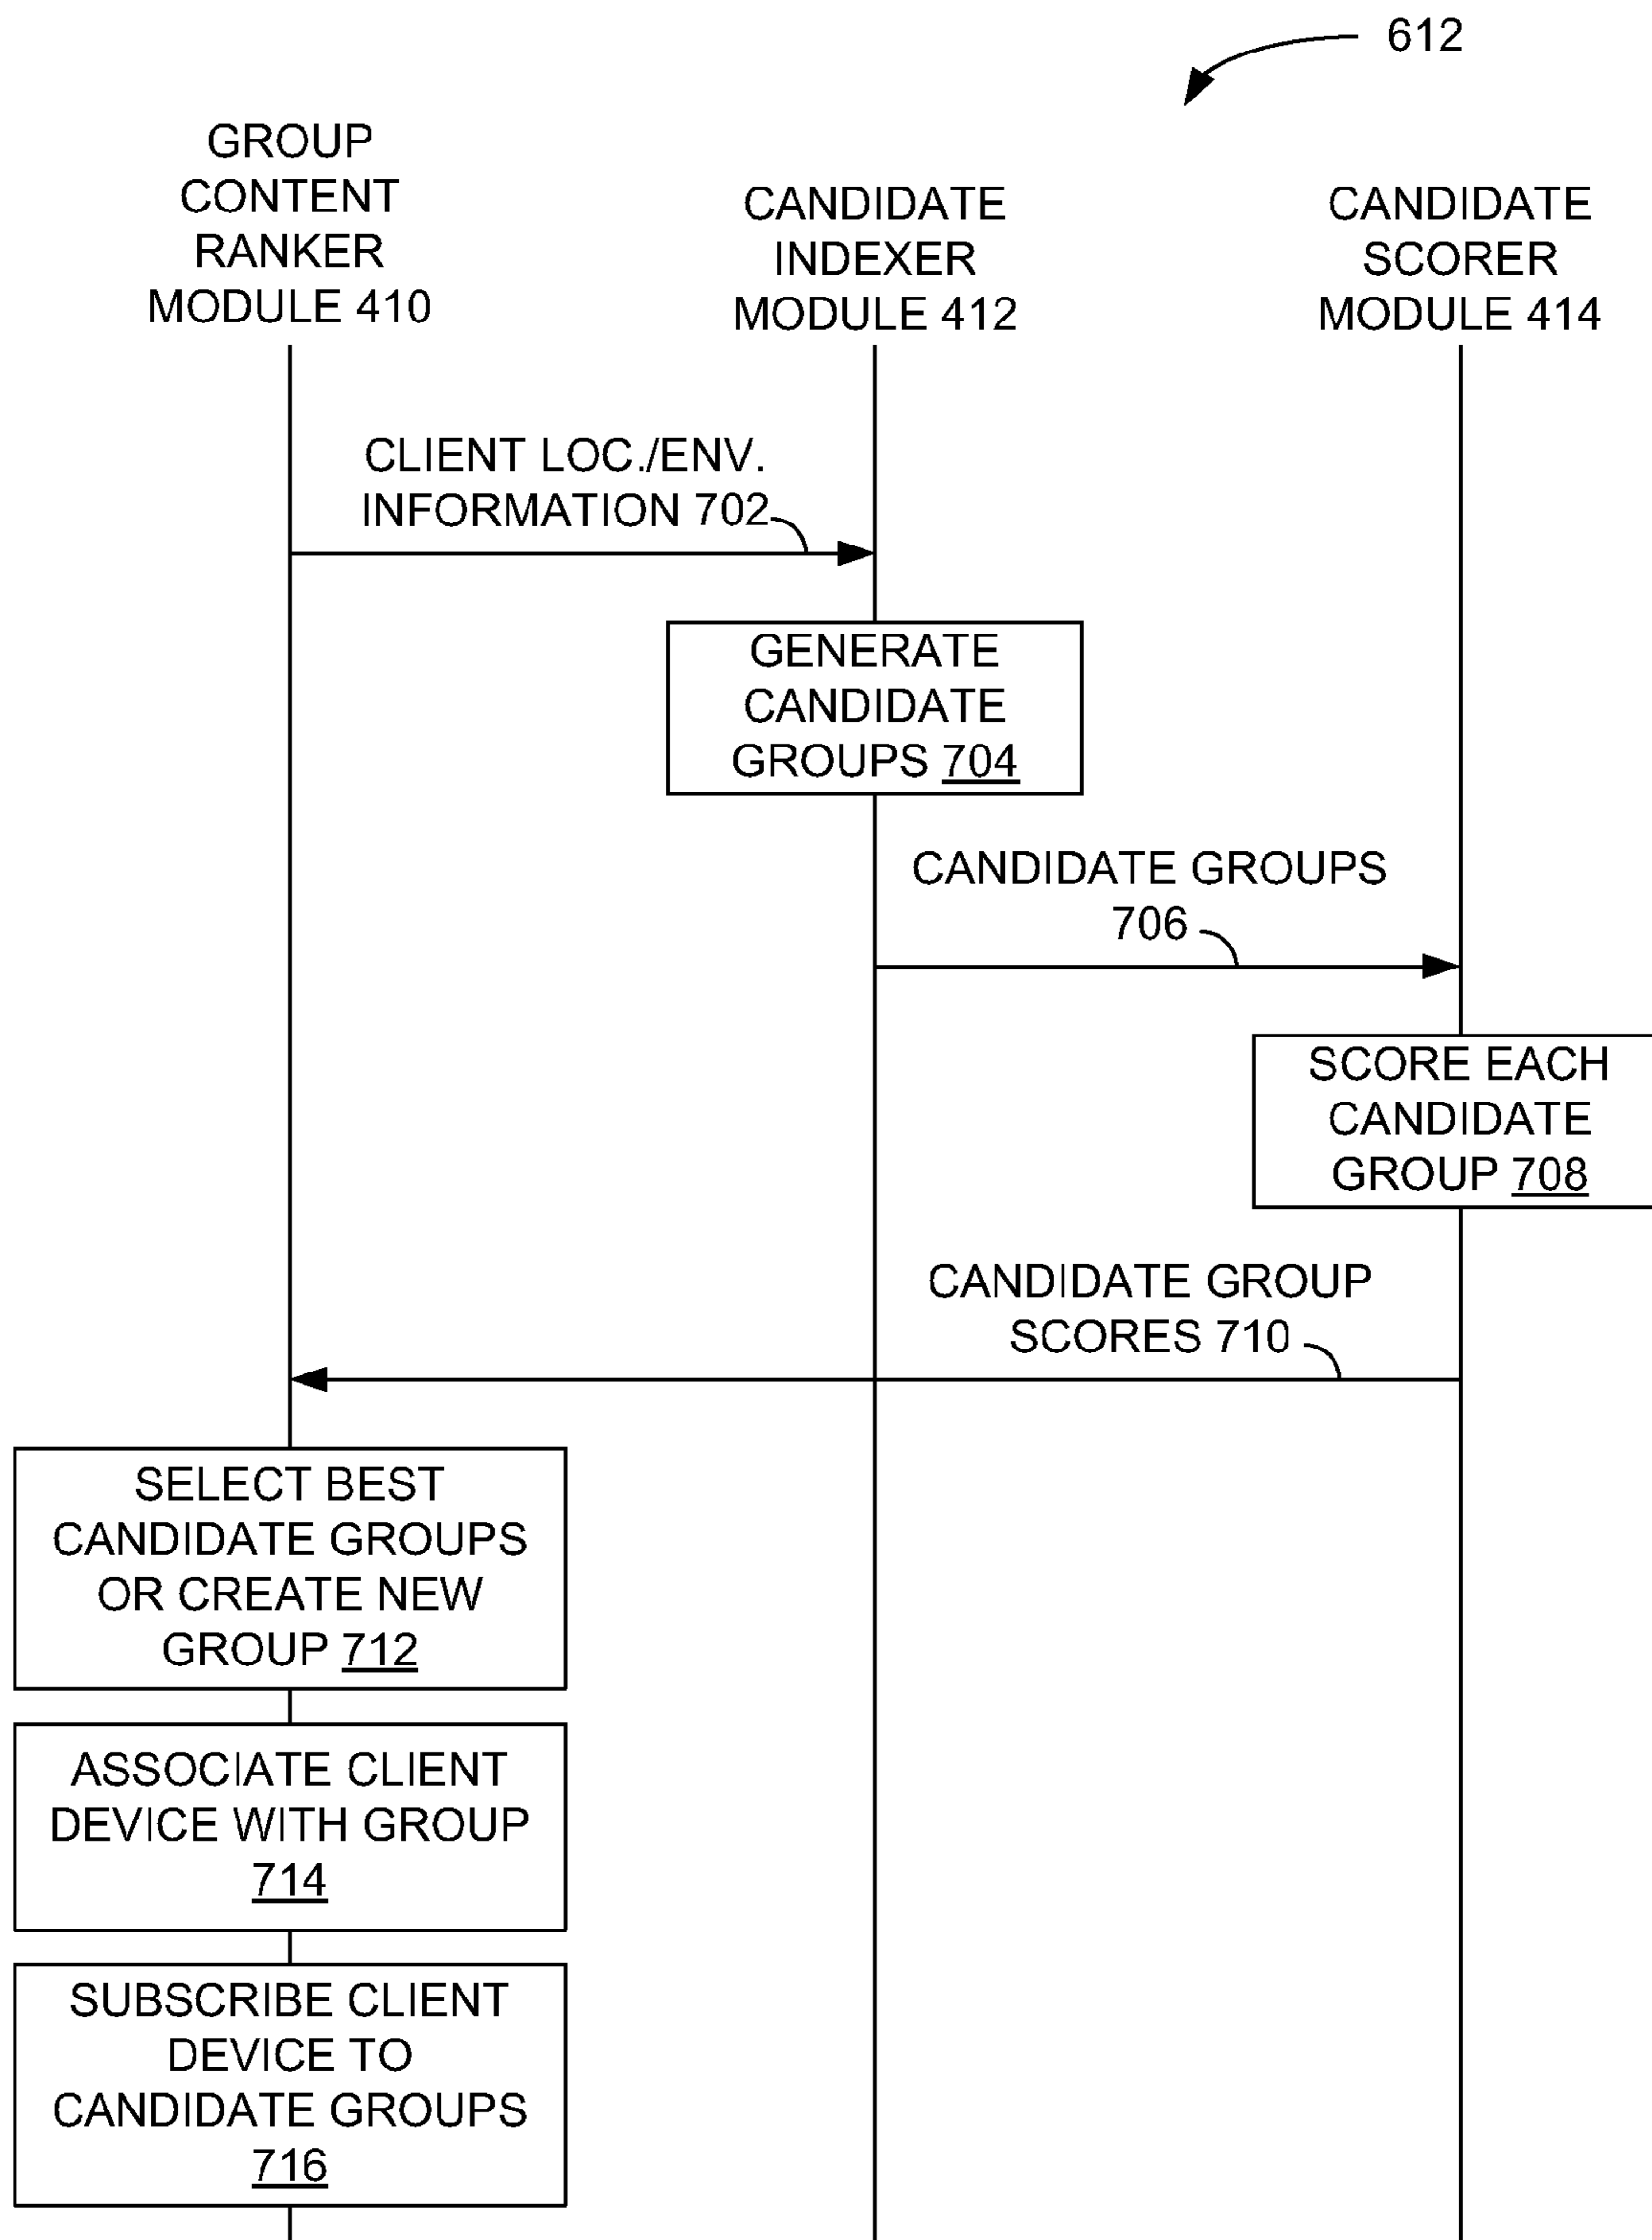 612
GROUP
CONTENT
RANKER
MODULE 410
CANDIDATE
INDEXER
MODULE 412
CANDIDATE
SCORER
MODULE 414
CLIENT LOC./ENV.
INFORMATION 702
GENERATE
CANDIDATE
GROUPS 704
CANDIDATE GROUPS
706
SCORE EACH
CANDIDATE
GROUP 708
CANDIDATE GROUP
SCORES 710
SELECT BEST
CANDIDATE GROUPS
OR CREATE NEW
GROUP 712
ASSOCIATE CLIENT
DEVICE WITH GROUP
714
SUBSCRIBE CLIENT
DEVICE TO
CANDIDATE GROUPS
716